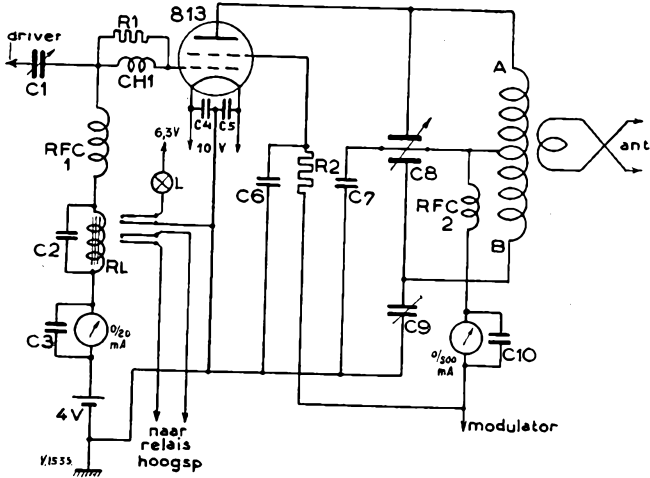 813
R1
driver
C1
CH1
A
C4
C5
6,3V
10 V
ant
RFC
1
L
R2
C6
C7
C8
RFC
2
C2
RL
B
C9
C3
0/20
mA
0/300
mA
C10
4V
naar
relais
hoogsp
modulator